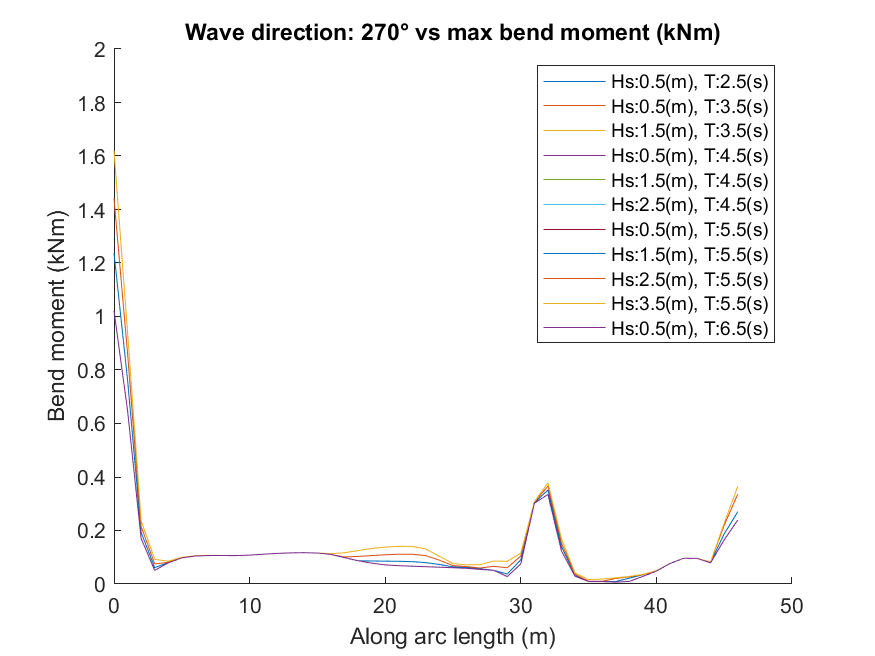 Wave direction: 270° vs max bend moment (kNm)
2
1.8
1.6
1.4
1.2
1
0.8
0.6
0.4
0.2
0
Bend moment (kNm)
Hs:0.5(m), T:2.5(s)
Hs:0.5(m), T:3.5(s)
Hs:1.5(m), T:3.5(s)
Hs:0.5(m), T:4.5(s)
Hs:1.5(m), T:4.5(s)
Hs:2.5(m), T:4.5(s)
Hs:0.5(m), T:5.5(s)
Hs:1.5(m), T:5.5(s)
Hs:2.5(m), T:5.5(s)
Hs:3.5(m), T:5.5(s)
Hs:0.5(m), T:6.5(s)
0 10 20 30 40 50
Along arc length (m)